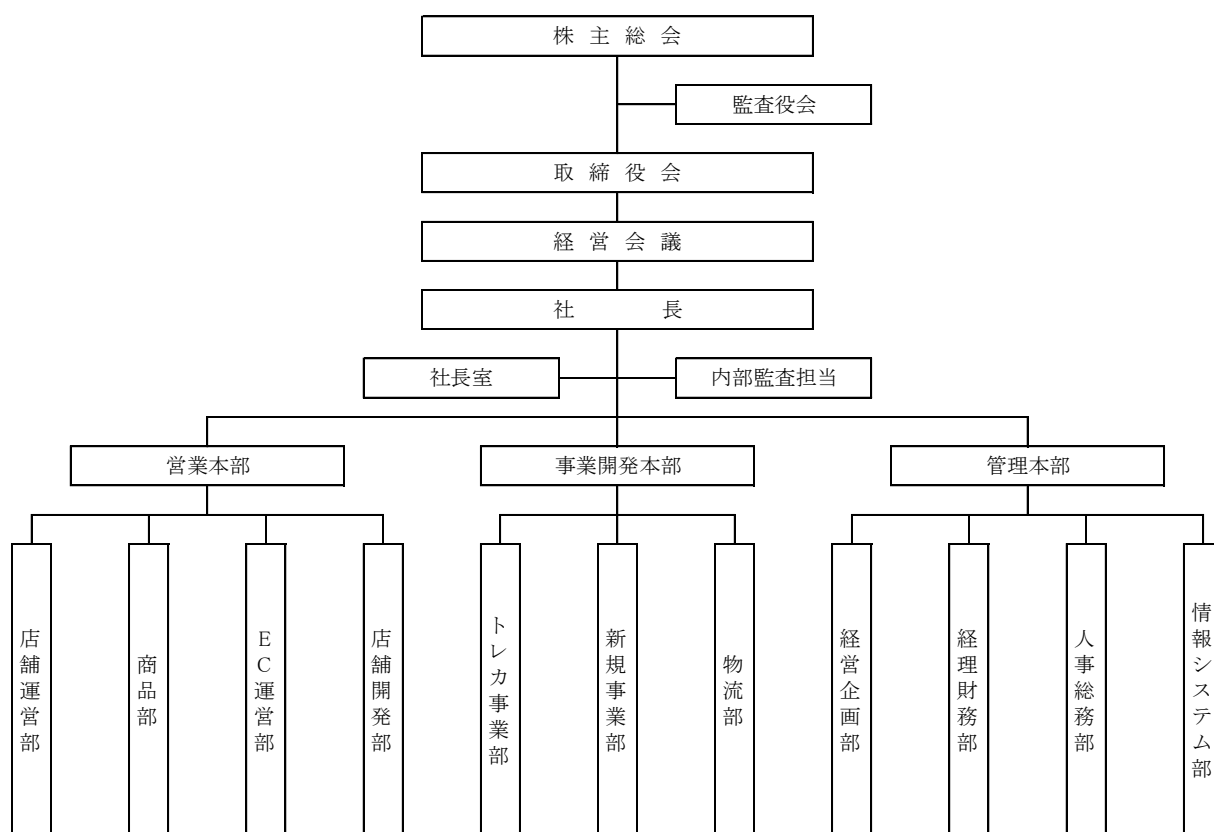 株主総会
監査役会
取締役会
経営会議
社長
社長室
内部監査担当
営業本部
事業開発本部
管理本部
店舗運営部
商品部
EC運営部
店舗開発部
トレカ事業部
新規事業部
物流部
経営企画部
経理財務部
人事総務部
情報システム部